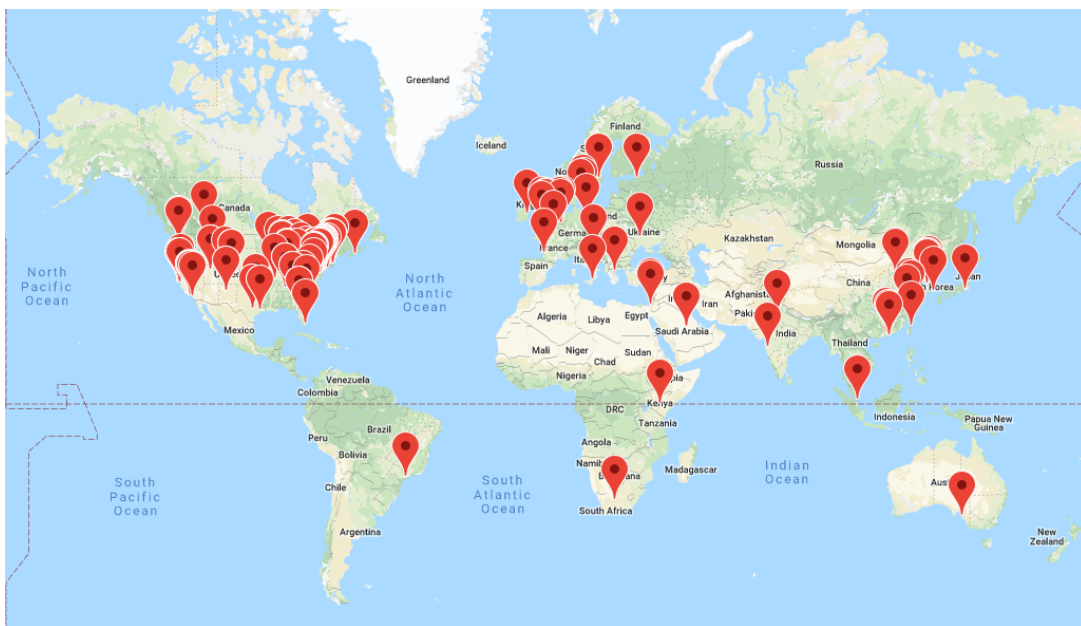 Greenland
Iceland
Finland
Russia
Canada
Ukraine
Germa
France
Spain
Kazakhstan
Mongolia
North
Pacific
Ocean
North
Atlantic
Ocean
Afghanistan
Iran
China
Japan
Mexico
Algeria
Libya
Egypt
Saudi Arabia
India
Thailand
Mali
Niger
Chad
Sudan
Nigeria
Venezuela
Colombia
Kenya
DRC
Tanzania
Indonesia
Papua New
Guinea
Brazil
Peru
Bolivia
Angola
Madagascar
Indian
Ocean
South
Pacific
Ocean
South
Atlantic
Ocean
Chile
South Africa
Argentina
New
Zealand